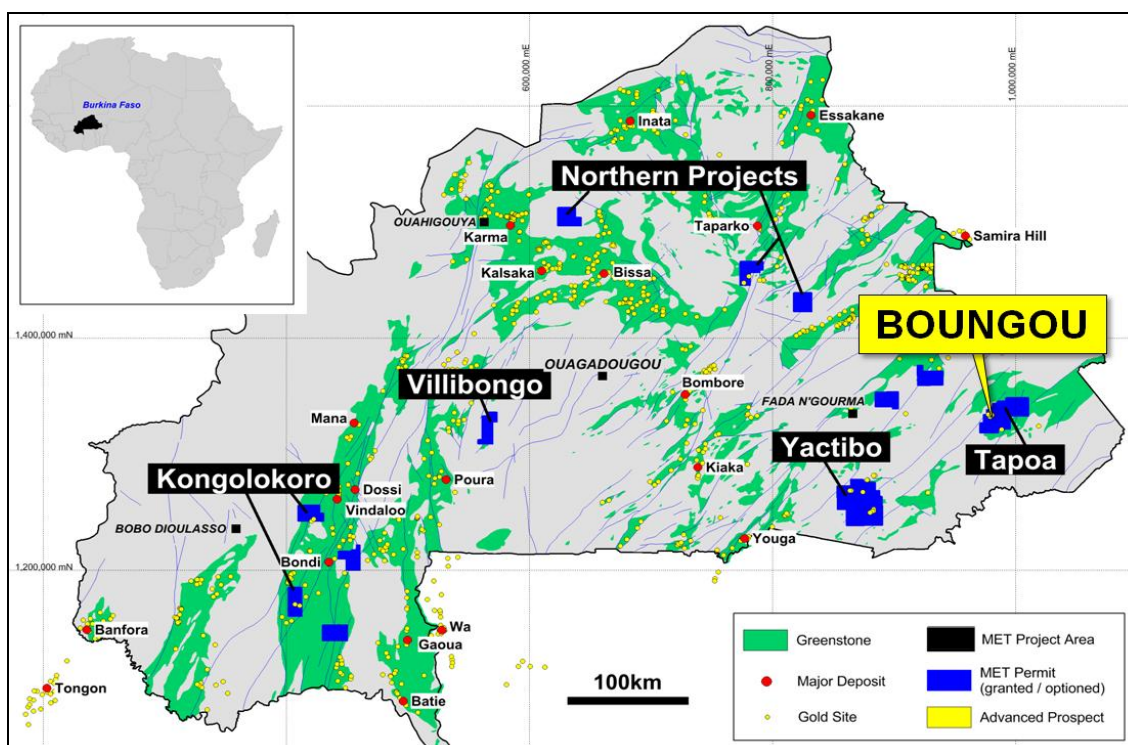 Burkina Faso
600,000 mE
800,000 mE
1,000,000 mE
Inata
Essakane
Northern Projects
OUAHIGOUYA
Karma
Taparko
Samira Hill
Kalsaka
Bissa
BOUNGOU
1,400,000 mN
OUAGADOUGOU
Villibongo
Bombore
FADA N'GOURMA
Mana
Yactibo
Tapoa
Kongolokoro
Kiaka
Poura
Dossi
Vindaloo
BOBO DIOULASSO
Youga
Bondi
1,200,000 mN
Banfora
Wa
Gaoua
Tongon
Batie
100km
Greenstone
MET Project Area
Major Deposit
MET Permit
(granted / optioned)
Gold Site
Advanced Prospect